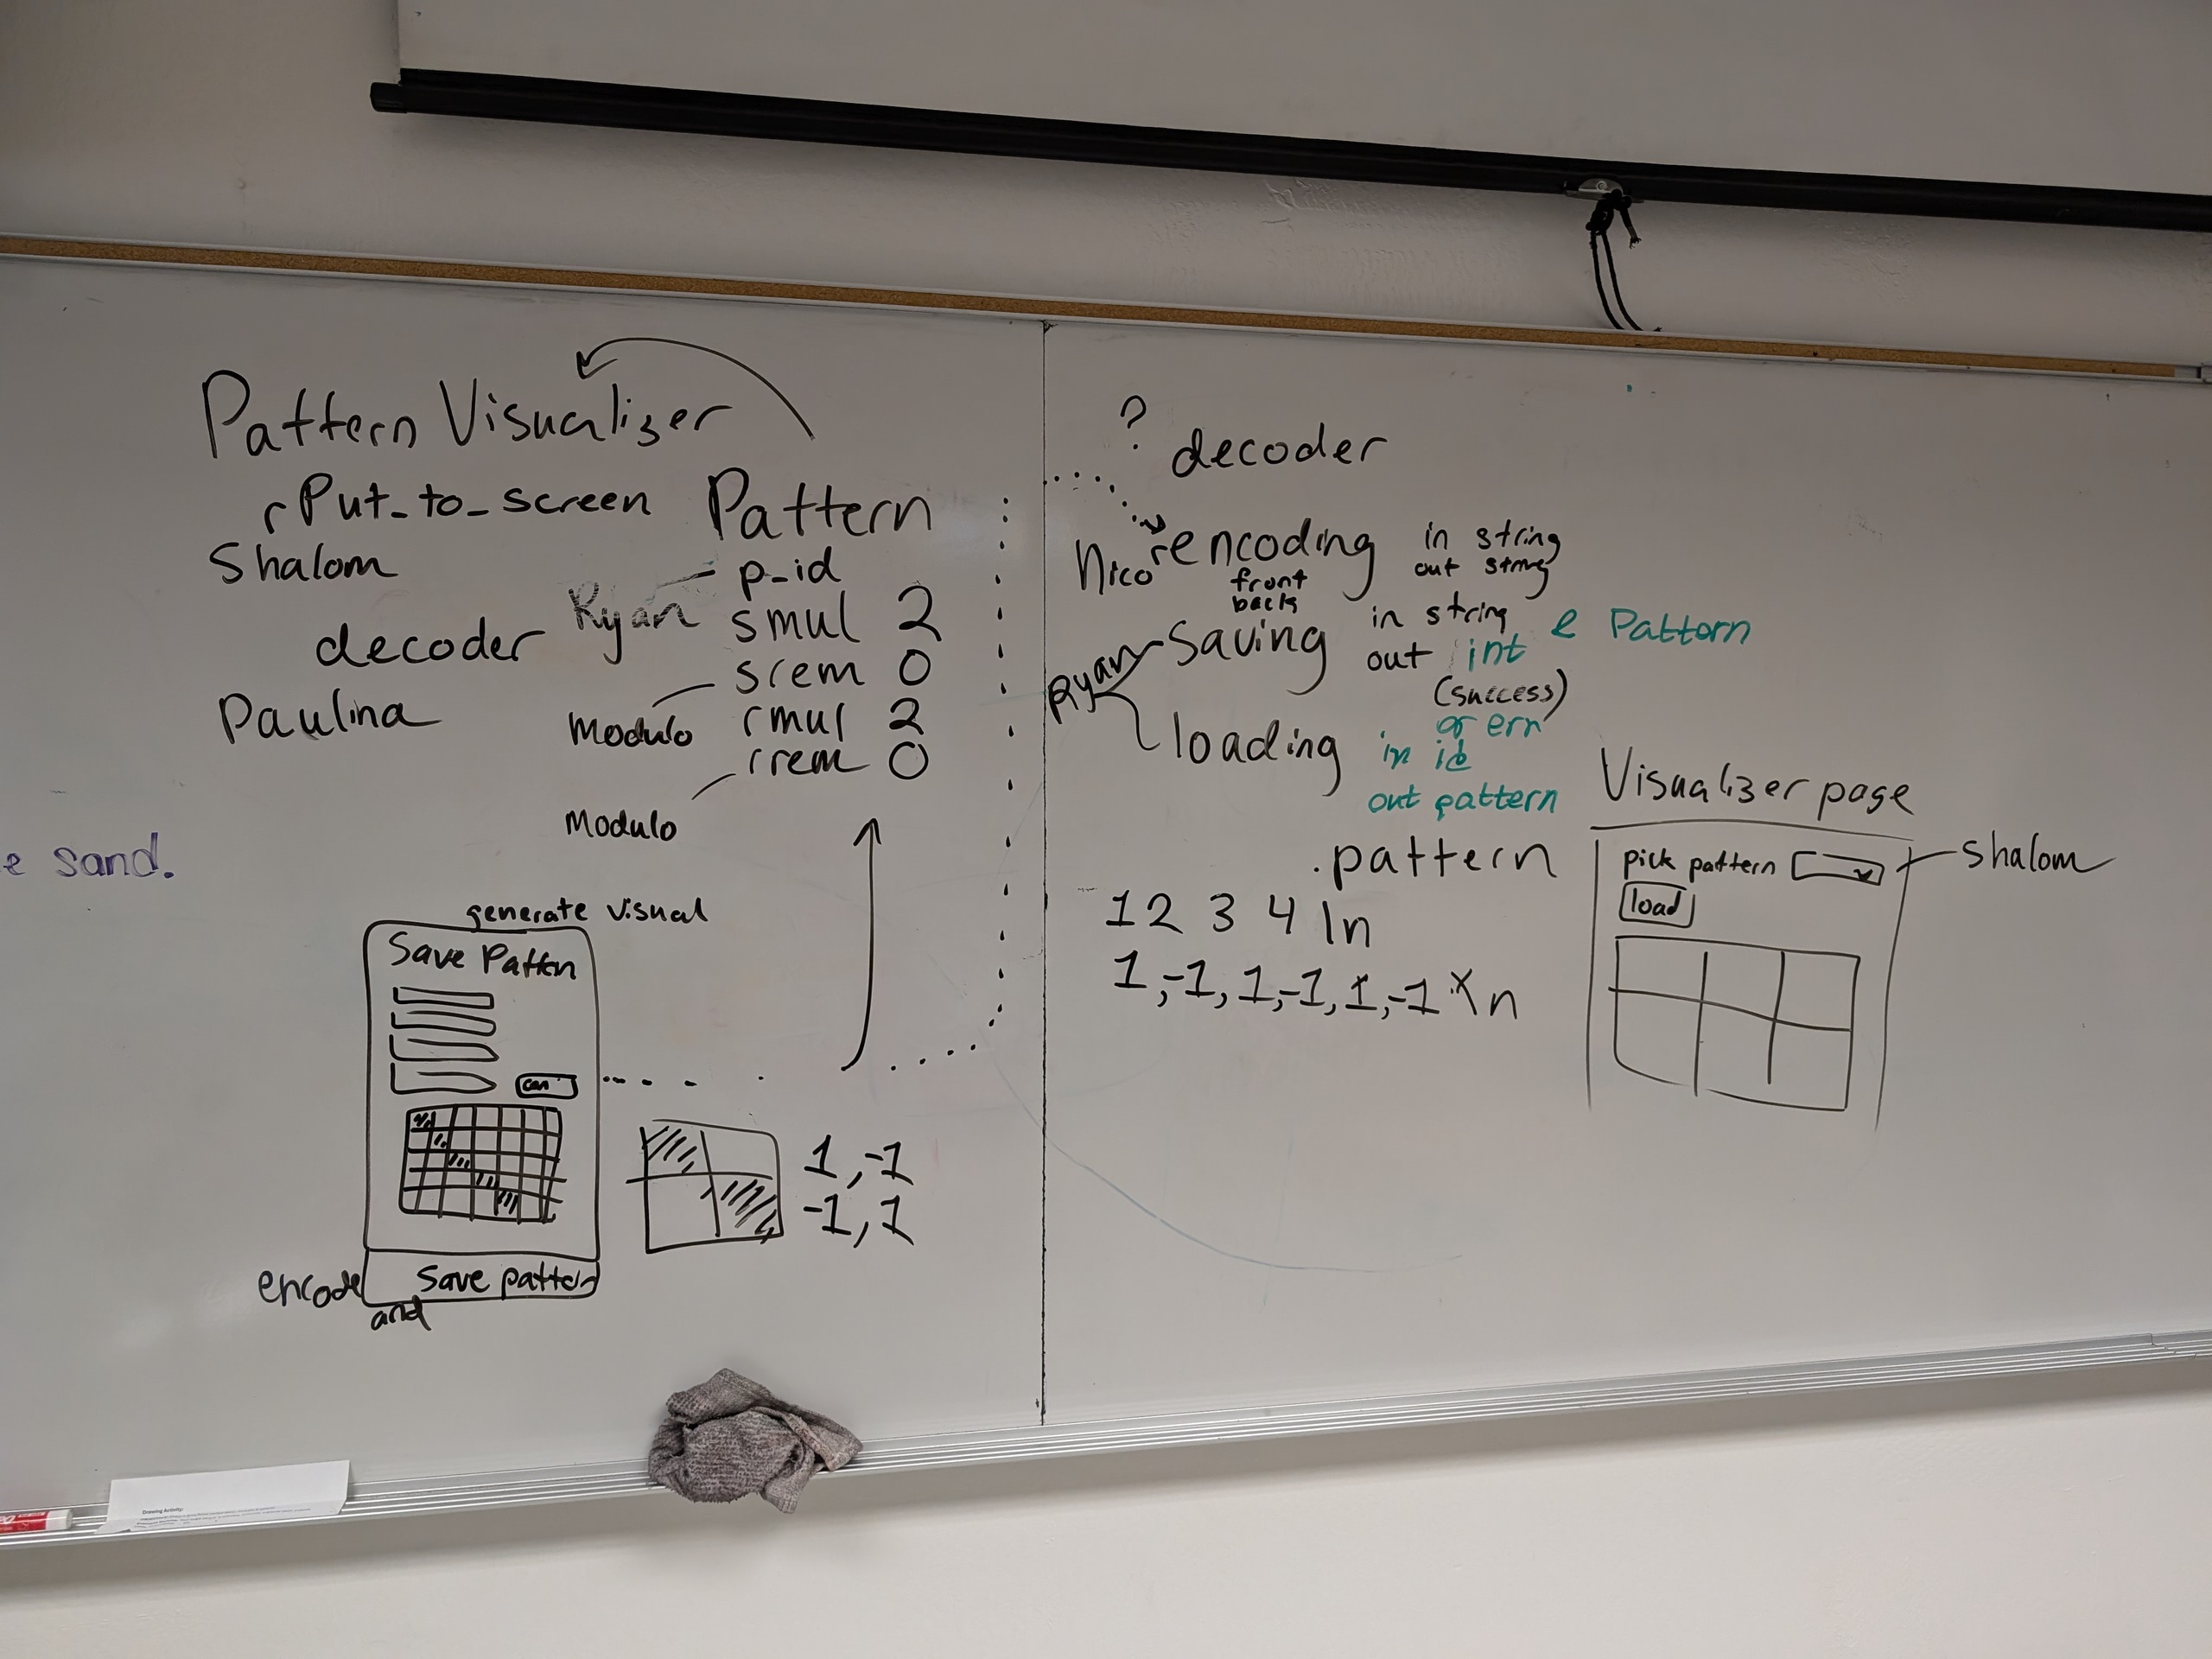 Pattern Visualizer
rPut_to_screen
Shalom
decoder
Paulina
Pattern
Ryan
p_id
smul 2
srem 0
Modulo
rmul 2
rrem 0
Modulo
e sand.
generate visual
Save Pattern
can
1,-1
-1,1
encode
and
Save pattern
?
decoder
Nico
rencoding
front
back
in string
out string
Ryan
Saving
in string
out int
(success)
or err
e Pattern
loading
in id
out pattern
.pattern
1 2 3 4 ln
1,-1,1,-1,1,-1 x n
Visualizer page
pick pattern
load
Shalom
Drawing Activity: